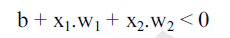 b + x₁.w₁ + x₂.w₂ < 0